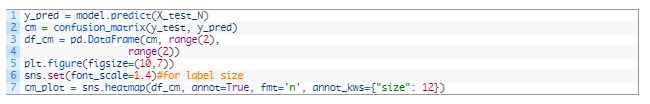 1 y_pred = model.predict(X_test_N)
2 cm = confusion_matrix(y_test, y_pred)
3 df_cm = pd.DataFrame(cm, range(2),
4                   range(2))
5 plt.figure(figsize=(10,7))
6 sns.set(font_scale=1.4)#for label size
7 cm_plot = sns.heatmap(df_cm, annot=True, fmt='n', annot_kws={"size": 12})